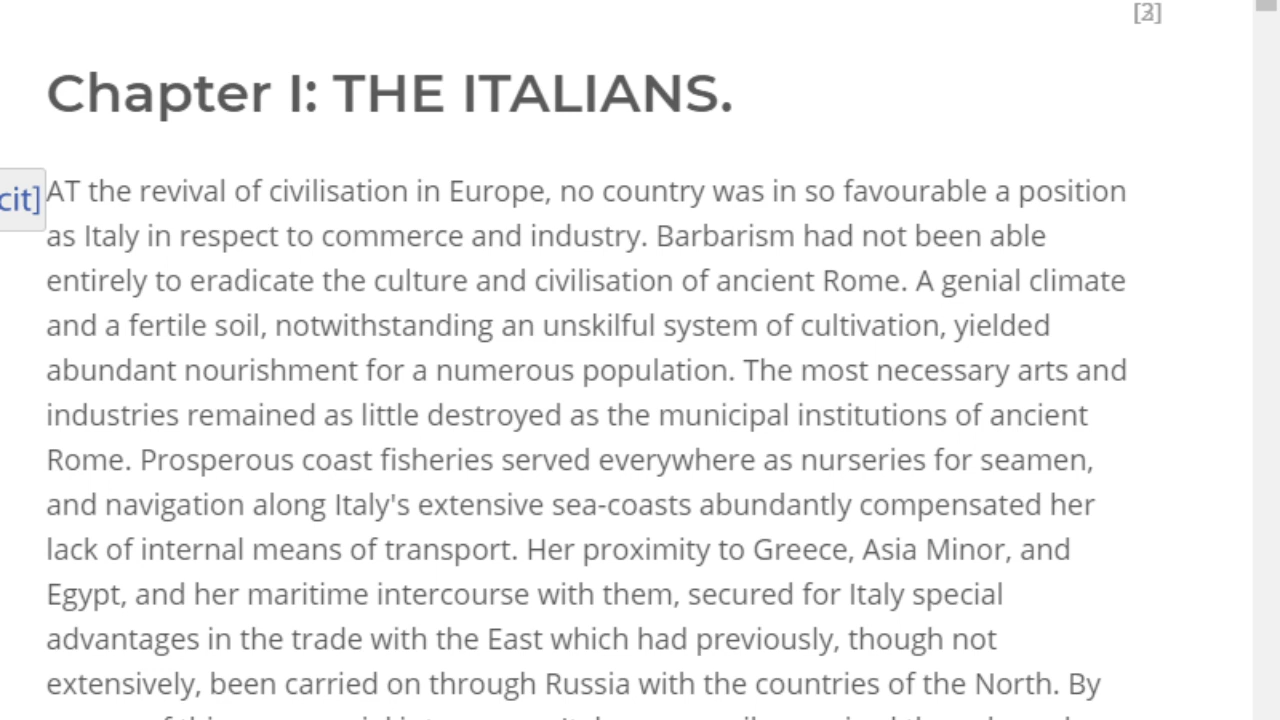 Chapter I: THE ITALIANS.
cit]
AT the revival of civilisation in Europe, no country was in so favourable a position
as Italy in respect to commerce and industry. Barbarism had not been able
entirely to eradicate the culture and civilisation of ancient Rome. A genial climate
and a fertile soil, notwithstanding an unskilful system of cultivation, yielded
abundant nourishment for a numerous population. The most necessary arts and
industries remained as little destroyed as the municipal institutions of ancient
Rome. Prosperous coast fisheries served everywhere as nurseries for seamen,
and navigation along Italy's extensive sea-coasts abundantly compensated her
lack of internal means of transport. Her proximity to Greece, Asia Minor, and
Egypt, and her maritime intercourse with them, secured for Italy special
advantages in the trade with the East which had previously, though not
extensively, been carried on through Russia with the countries of the North. By